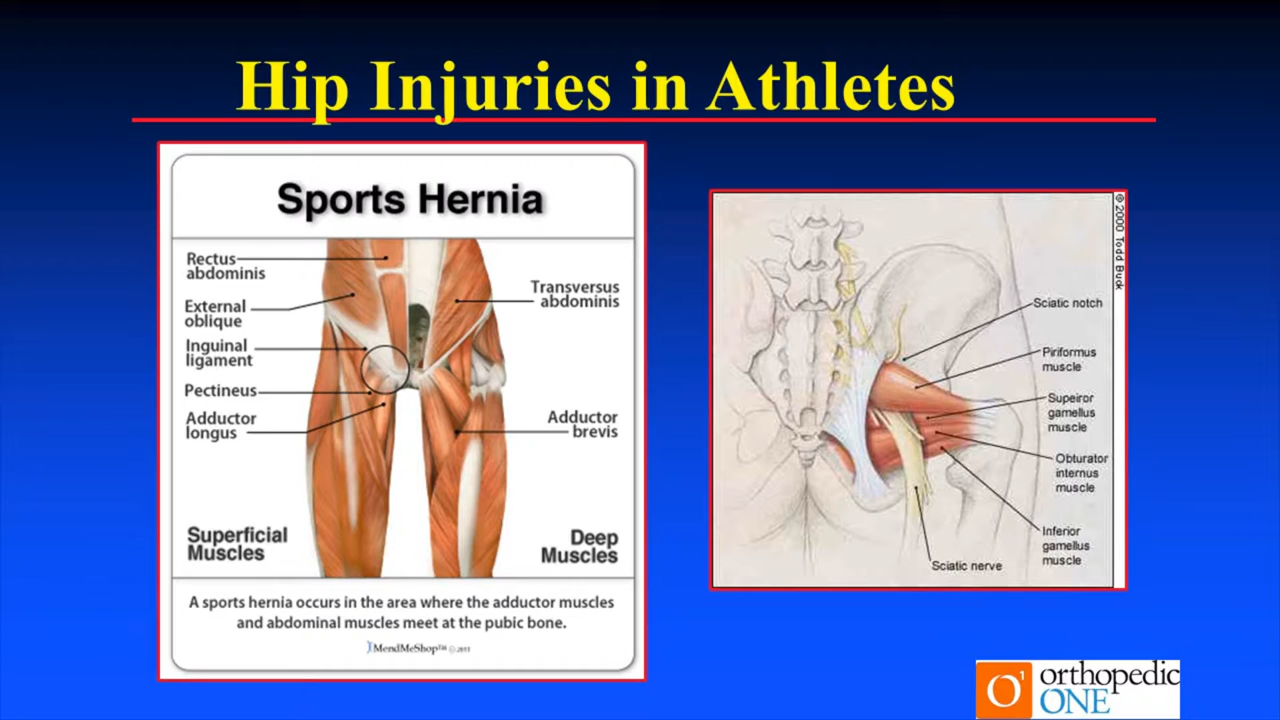 Hip Injuries in Athletes
Sports Hernia
Rectus
abdominis
External
oblique
Inguinal
ligament
Pectineus
Adductor
longus
Transversus
abdominis
Adductor
brevis
Superficial
Muscles
Deep
Muscles
A sports hernia occurs in the area where the adductor muscles
and abdominal muscles meet at the pubic bone.
MendMeShop™ © 2011
© 2000 Todd Buck
Sciatic notch
Piriformus
muscle
Supeiror
gamellus
muscle
Obturator
internus
muscle
Inferior
gamellus
muscle
Sciatic nerve
O1 orthopedic
ONE